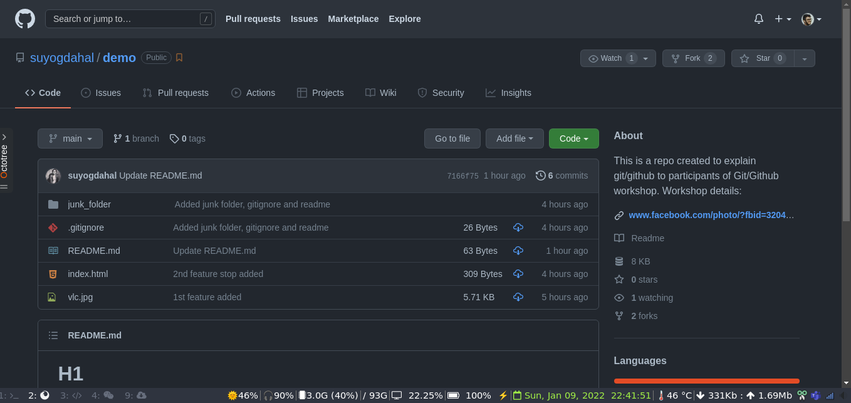 Search or jump to... /
Pull requests Issues Marketplace Explore
suyogdahal / demo Public
Watch 1 Fork 2 Star 0
Code Issues Pull requests Actions Projects Wiki Security Insights
Octotree
main 1 branch 0 tags Go to file Add file Code
suyogdahal Update README.md 7166f75 1 hour ago 6 commits
junk_folder Added junk folder, gitignore and readme 4 hours ago
.gitignore Added junk folder, gitignore and readme 26 Bytes 4 hours ago
README.md Update README.md 63 Bytes 1 hour ago
index.html 2nd feature stop added 309 Bytes 4 hours ago
vlc.jpg 1st feature added 5.71 KB 5 hours ago
README.md
H1
About
This is a repo created to explain
git/github to participants of Git/Github
workshop. Workshop details:
www.facebook.com/photo/?fbid=3204...
Readme
8 KB
0 stars
1 watching
2 forks
Languages
1: 2: 3: 4: 9: 46% 90% 3.0G (40%) / 93G 22.25% 100% Sun, Jan 09, 2022 22:41:51 46 °C 331Kb : 1.69Mb